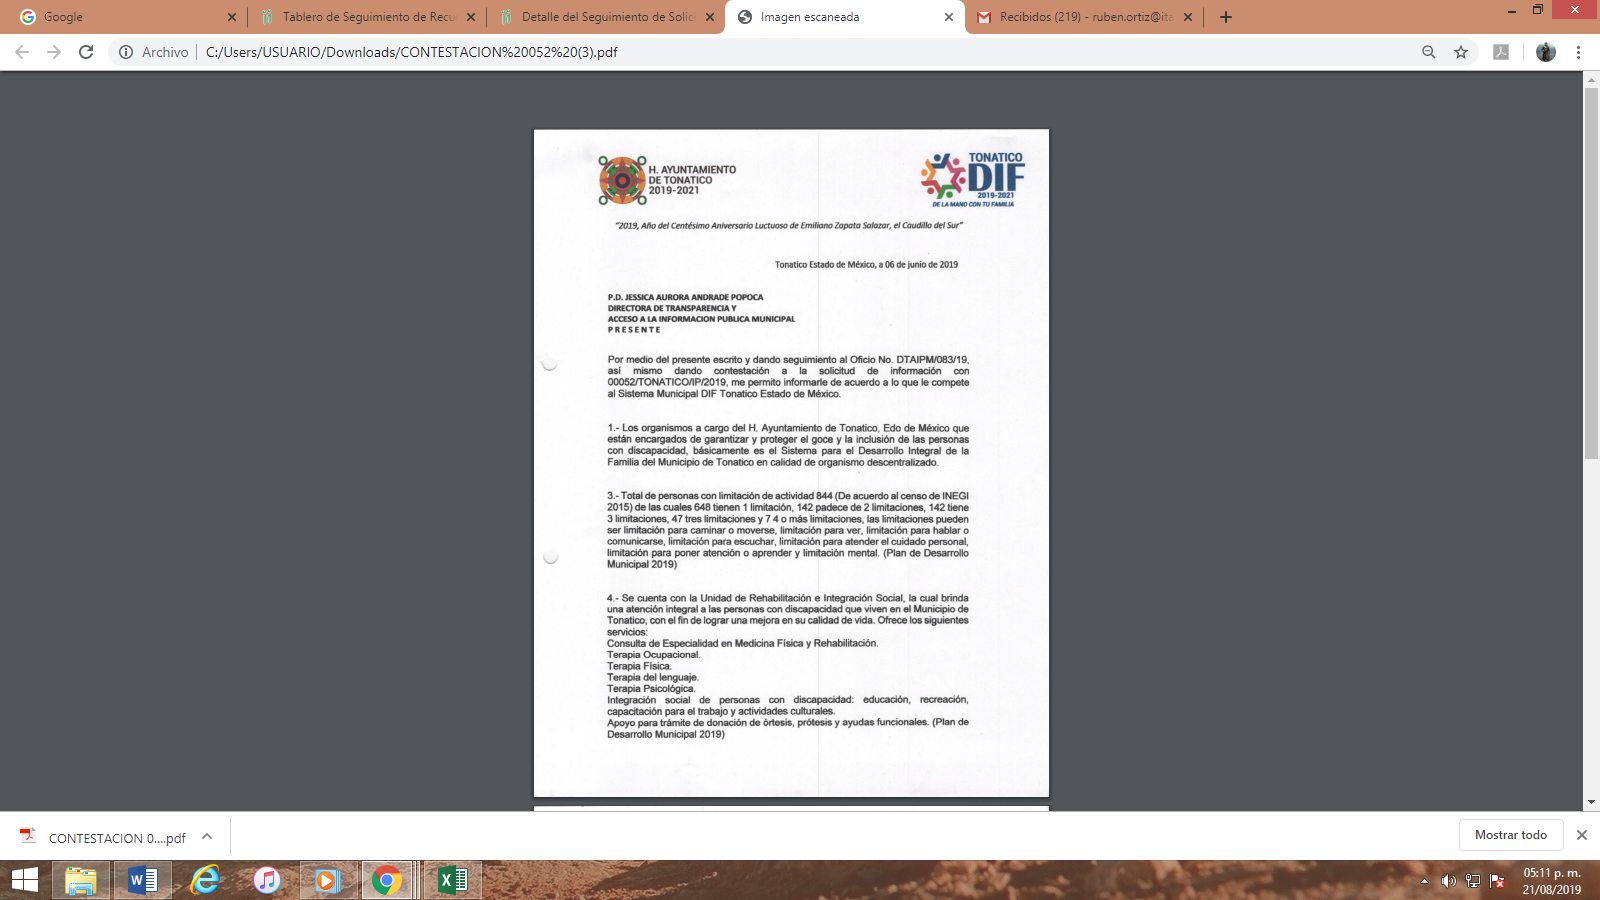 Google
Tablero de Seguimiento de Recu
Detalle del Seguimiento de Solic
Imagen escaneada
Recibidos (219) - ruben.ortiz@ita
Archivo
C:/Users/USUARIO/Downloads/CONTESTACION%20052%20(3).pdf
H. AYUNTAMIENTO
DE TONATICO
2019-2021
TONATICO
DIF
2019-2021
DE LA MANO CON TU FAMILIA
"2019, Año del Centésimo Aniversario Luctuoso de Emiliano Zapata Salazar, el Caudillo del Sur"
Tonatico Estado de México, a 06 de junio de 2019
P.D. JESSICA AURORA ANDRADE POPOCA
DIRECTORA DE TRANSPARENCIA Y
ACCESO A LA INFORMACION PUBLICA MUNICIPAL
P R E S E N T E
Por medio del presente escrito y dando seguimiento al Oficio No. DTAIPM/083/19,
así mismo dando contestación a la solicitud de información con
00052/TONATICO/IP/2019, me permito informarle de acuerdo a lo que le compete
al Sistema Municipal DIF Tonatico Estado de México.
1.- Los organismos a cargo del H. Ayuntamiento de Tonatico, Edo de México que
están encargados de garantizar y proteger el goce y la inclusión de las personas
con discapacidad, básicamente es el Sistema para el Desarrollo Integral de la
Familia del Municipio de Tonatico en calidad de organismo descentralizado.
3.- Total de personas con limitación de actividad 844 (De acuerdo al censo de INEGI
2015) de las cuales 648 tienen 1 limitación, 142 padece de 2 limitaciones, 142 tiene
3 limitaciones, 47 tres limitaciones y 7 4 o más limitaciones, las limitaciones pueden
ser limitación para caminar o moverse, limitación para ver, limitación para hablar o
comunicarse, limitación para escuchar, limitación para atender el cuidado personal,
limitación para poner atención o aprender y limitación mental. (Plan de Desarrollo
Municipal 2019)
4.- Se cuenta con la Unidad de Rehabilitación e Integración Social, la cual brinda
una atención integral a las personas con discapacidad que viven en el Municipio de
Tonatico, con el fin de lograr una mejora en su calidad de vida. Ofrece los siguientes
servicios:
Consulta de Especialidad en Medicina Física y Rehabilitación.
Terapia Ocupacional.
Terapia Física.
Terapia del lenguaje.
Terapia Psicológica.
Integración social de personas con discapacidad: educación, recreación,
capacitación para el trabajo y actividades culturales.
Apoyo para trámite de donación de órtesis, prótesis y ayudas funcionales. (Plan de
Desarrollo Municipal 2019)
CONTESTACION 0....pdf
Mostrar todo
05:11 p. m.
21/08/2019